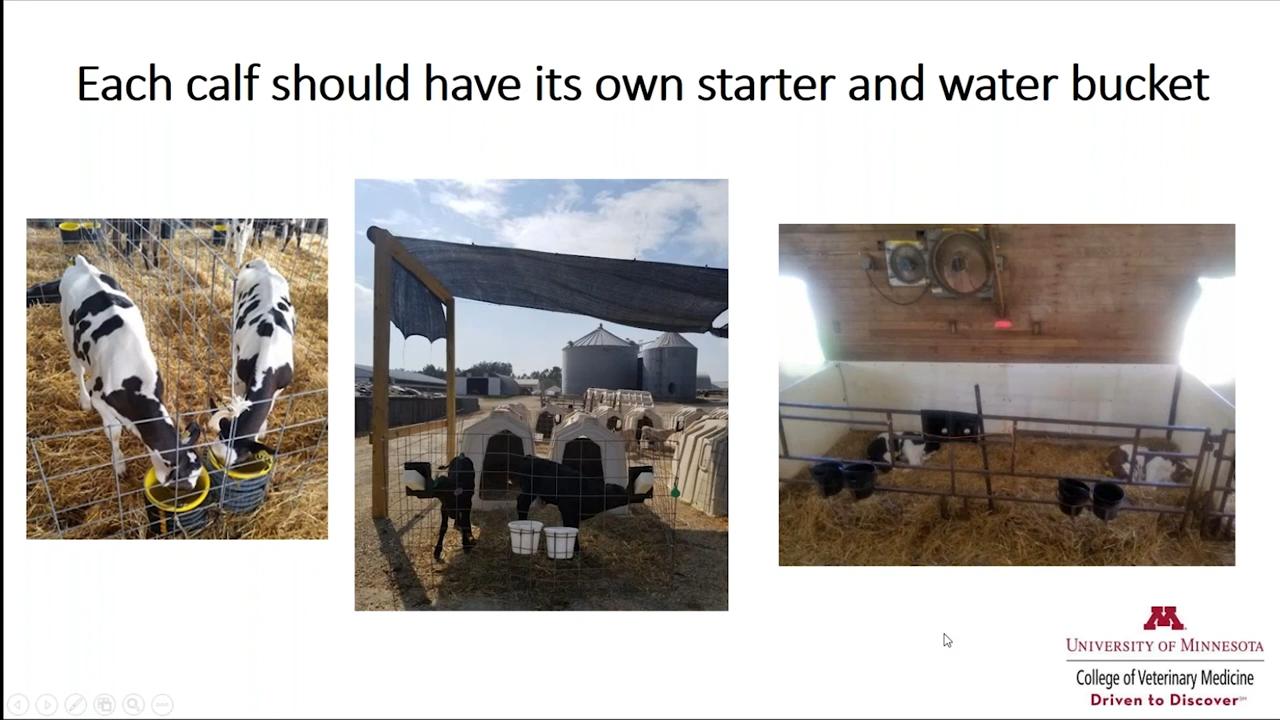 Each calf should have its own starter and water bucket
M
UNIVERSITY OF MINNESOTA
College of Veterinary Medicine
Driven to Discover℠